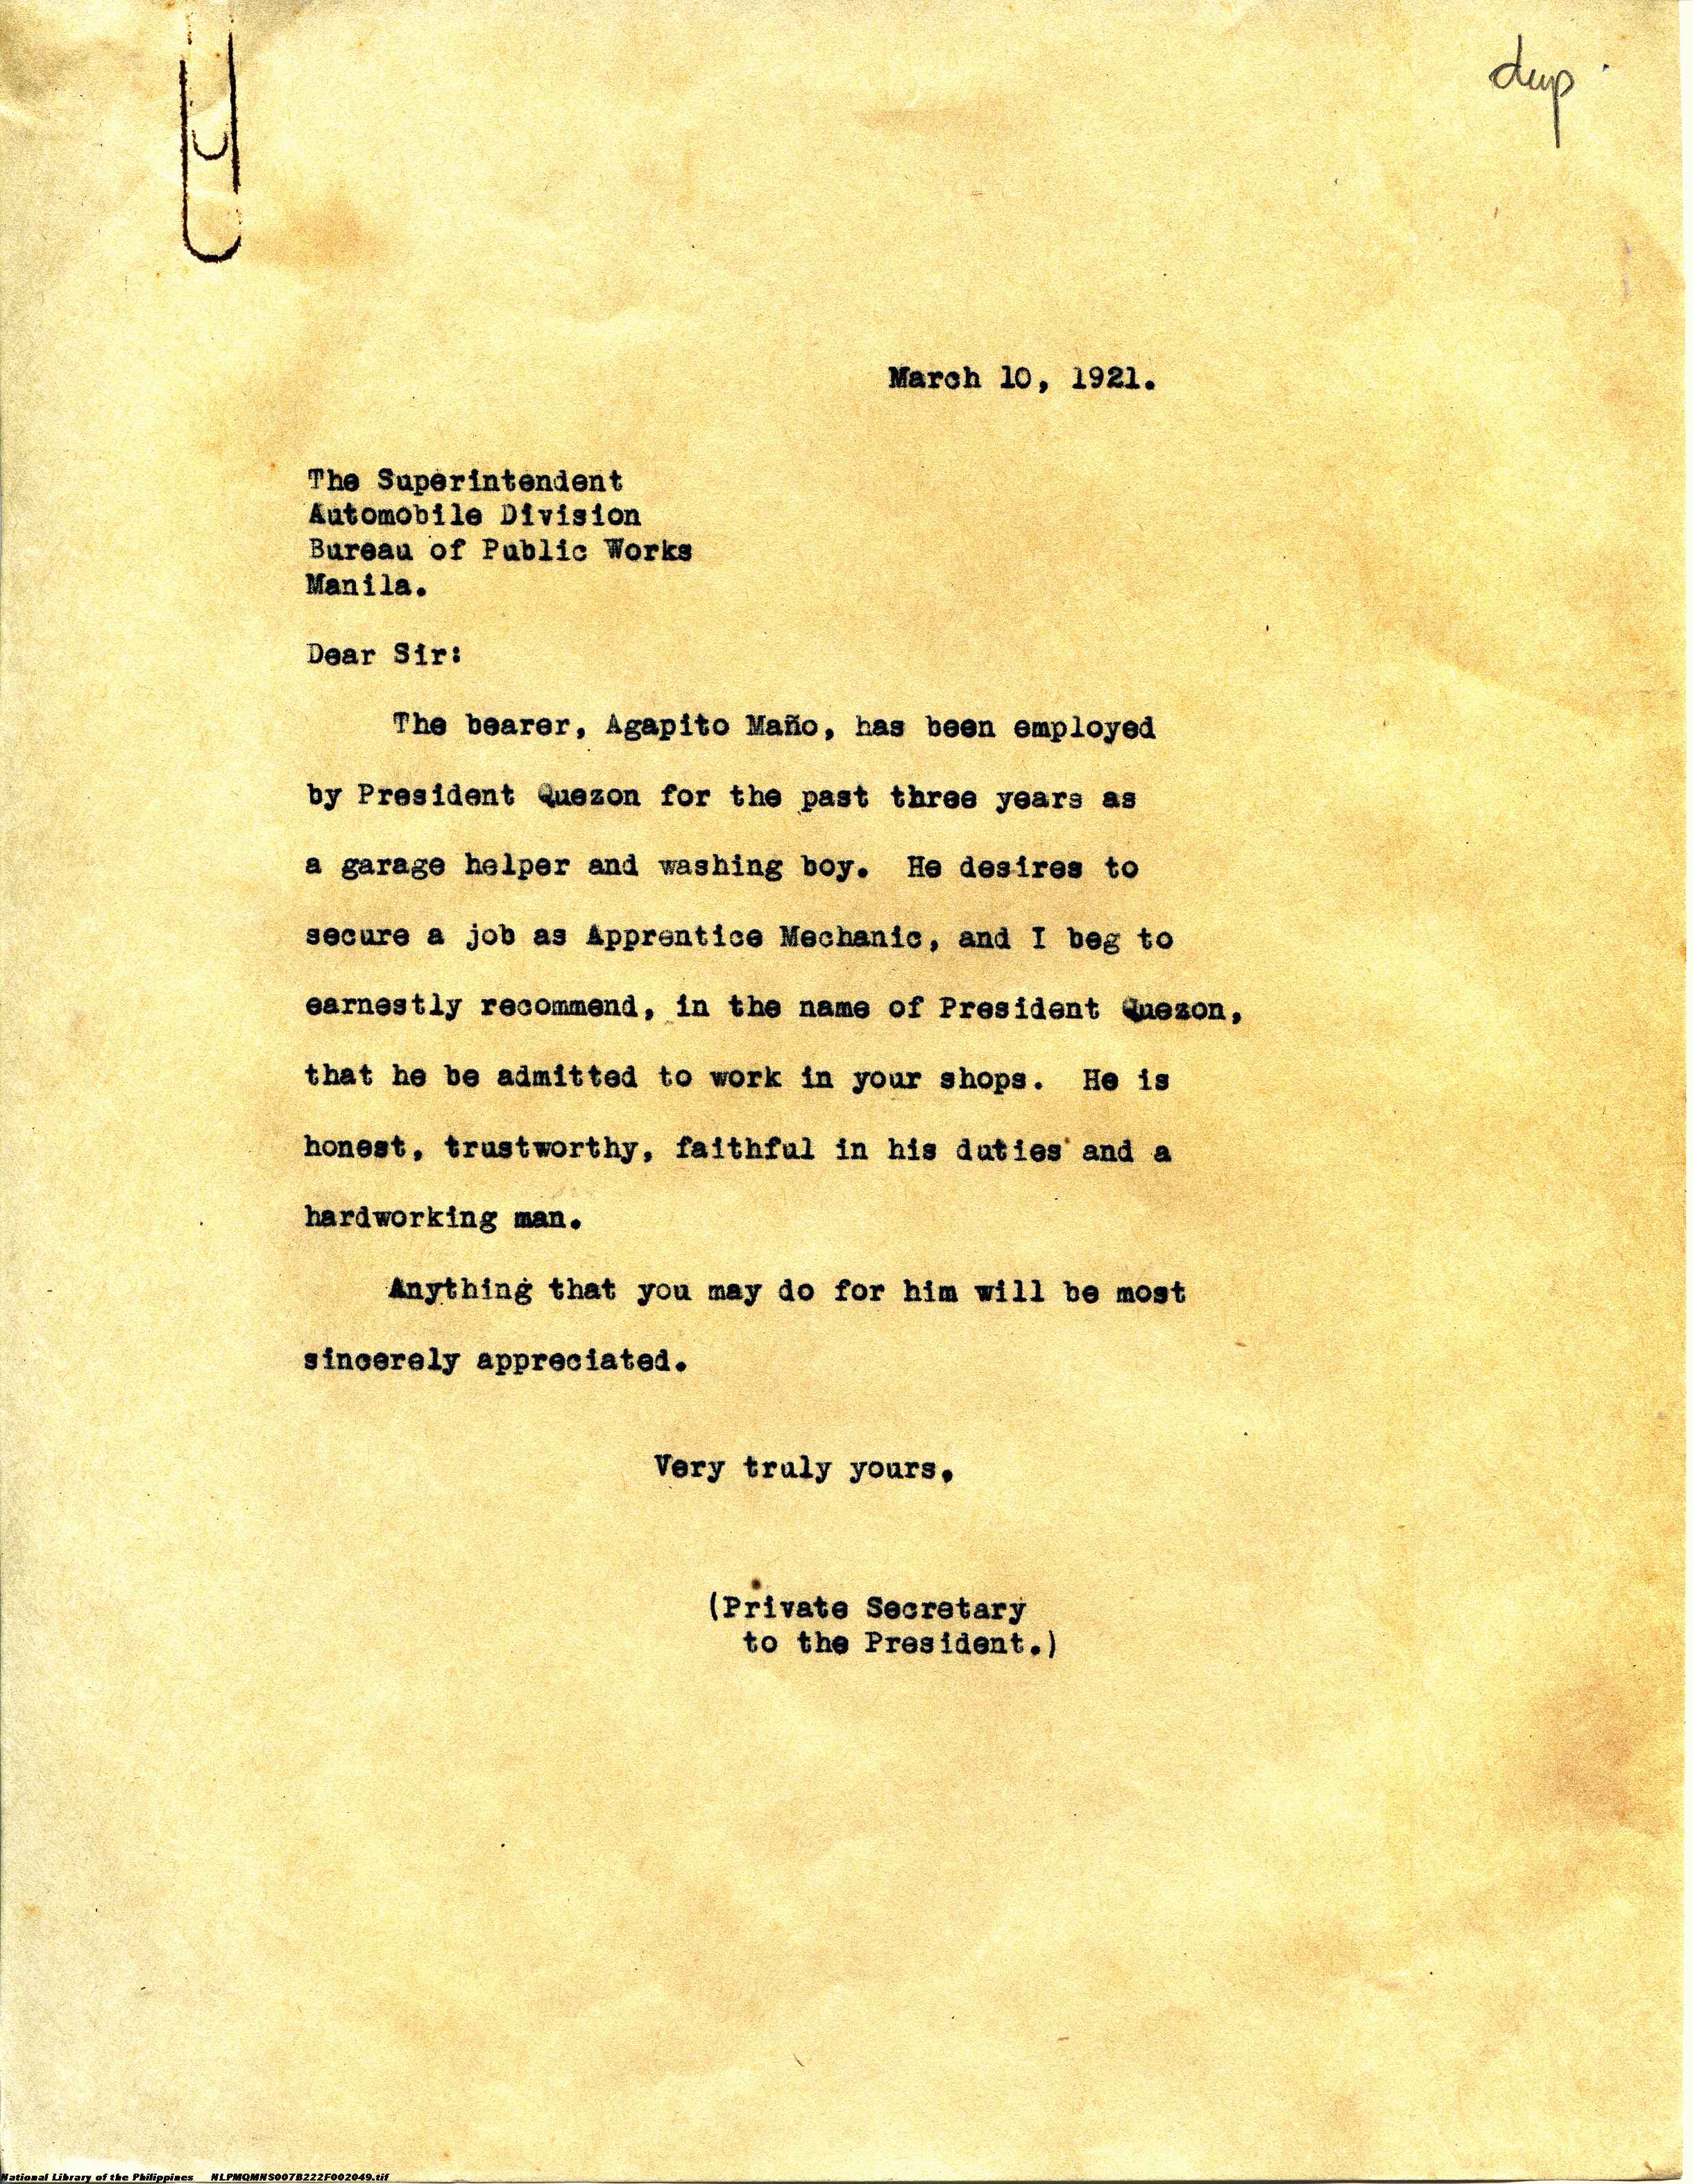 dup
March 10, 1921.
The Superintendent
Automobile Division
Bureau of Public Works
Manila.
Dear Sir:
The bearer, Agapito Maño, has been employed
by President Quezon for the past three years as
a garage helper and washing boy. He desires to
secure a job as Apprentice Mechanic, and I beg to
earnestly recommend, in the name of President Quezon,
that he be admitted to work in your shops. He is
honest, trustworthy, faithful in his duties and a
hardworking man.
Anything that you may do for him will be most
sincerely appreciated.
Very truly yours,
(Private Secretary
to the President.)
National Library of the Philippines NLPMQMNS007B222F002049.tif